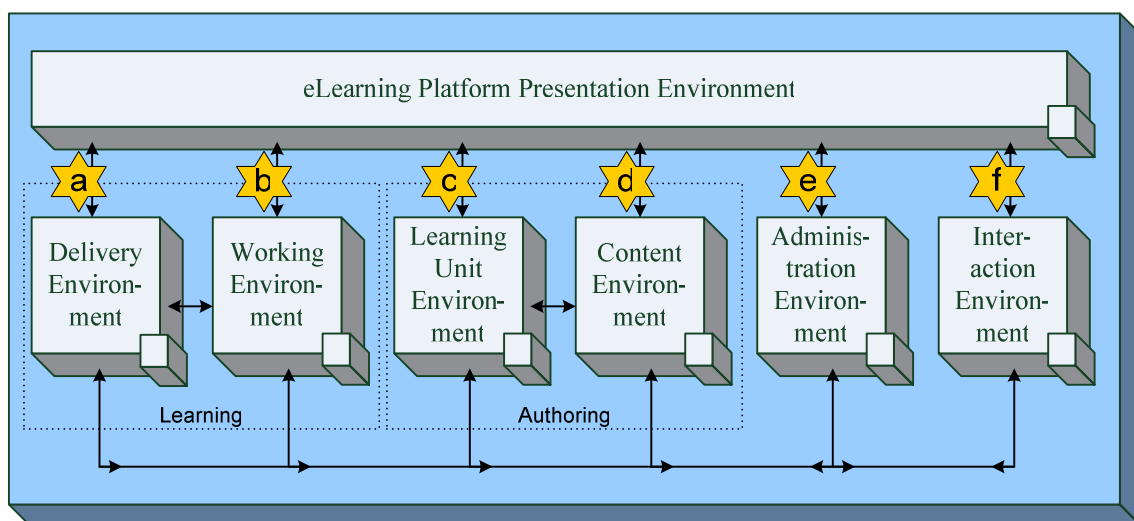 eLearning Platform Presentation Environment
a
b
c
d
e
f
Delivery
Environ-
ment
Working
Environ-
ment
Learning
Unit
Environ-
ment
Content
Environ-
ment
Adminis-
tration
Environ-
ment
Inter-
action
Environ-
ment
Learning
Authoring